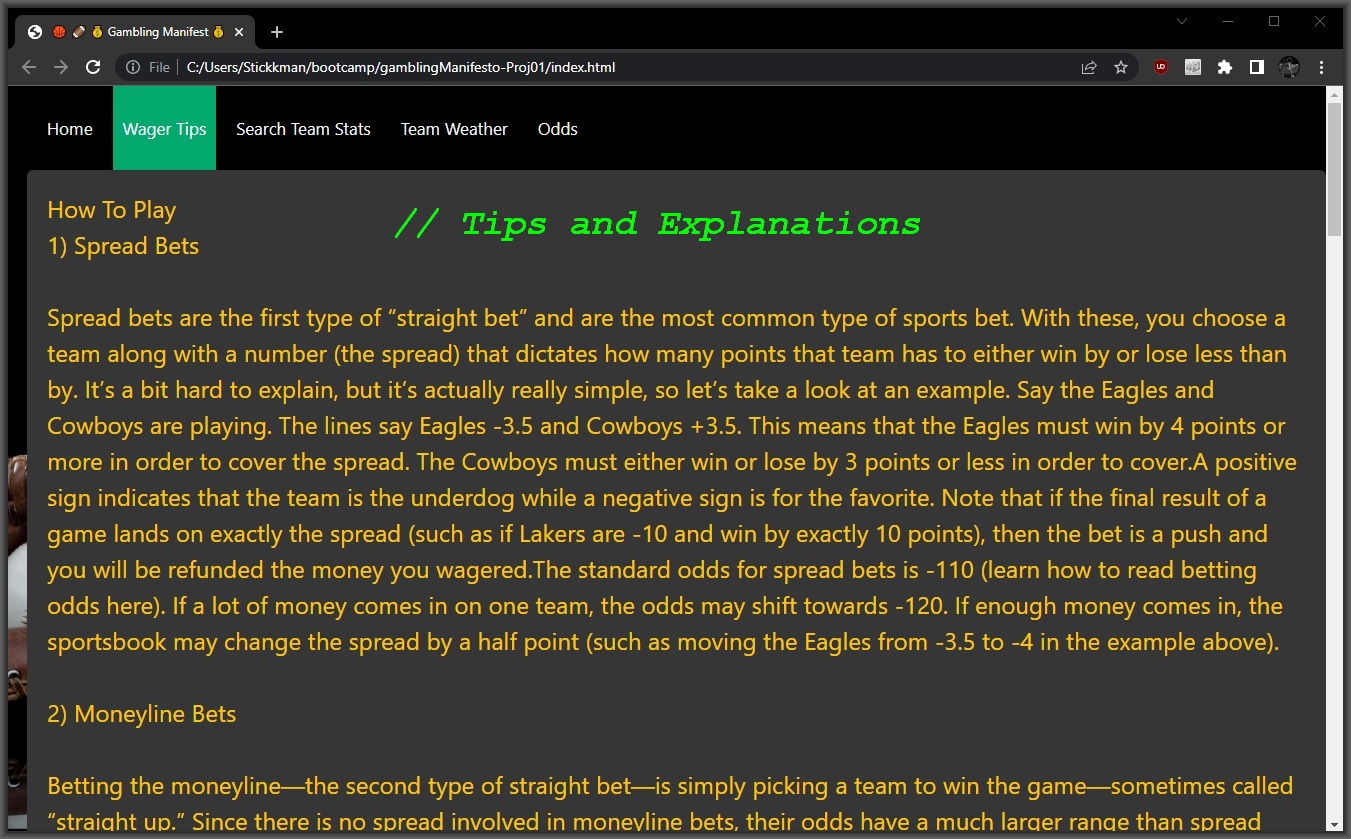 🏀 🏈 💰 Gambling Manifest 💰
File | C:/Users/Stickkman/bootcamp/gamblingManifesto-Proj01/index.html
Home Wager Tips Search Team Stats Team Weather Odds
How To Play
// Tips and Explanations
1) Spread Bets
Spread bets are the first type of “straight bet” and are the most common type of sports bet. With these, you choose a
team along with a number (the spread) that dictates how many points that team has to either win by or lose less than
by. It’s a bit hard to explain, but it’s actually really simple, so let’s take a look at an example. Say the Eagles and
Cowboys are playing. The lines say Eagles -3.5 and Cowboys +3.5. This means that the Eagles must win by 4 points or
more in order to cover the spread. The Cowboys must either win or lose by 3 points or less in order to cover.A positive
sign indicates that the team is the underdog while a negative sign is for the favorite. Note that if the final result of a
game lands on exactly the spread (such as if Lakers are -10 and win by exactly 10 points), then the bet is a push and
you will be refunded the money you wagered.The standard odds for spread bets is -110 (learn how to read betting
odds here). If a lot of money comes in on one team, the odds may shift towards -120. If enough money comes in, the
sportsbook may change the spread by a half point (such as moving the Eagles from -3.5 to -4 in the example above).
2) Moneyline Bets
Betting the moneyline—the second type of straight bet—is simply picking a team to win the game—sometimes called
“straight up.” Since there is no spread involved in moneyline bets, their odds have a much larger range than spread